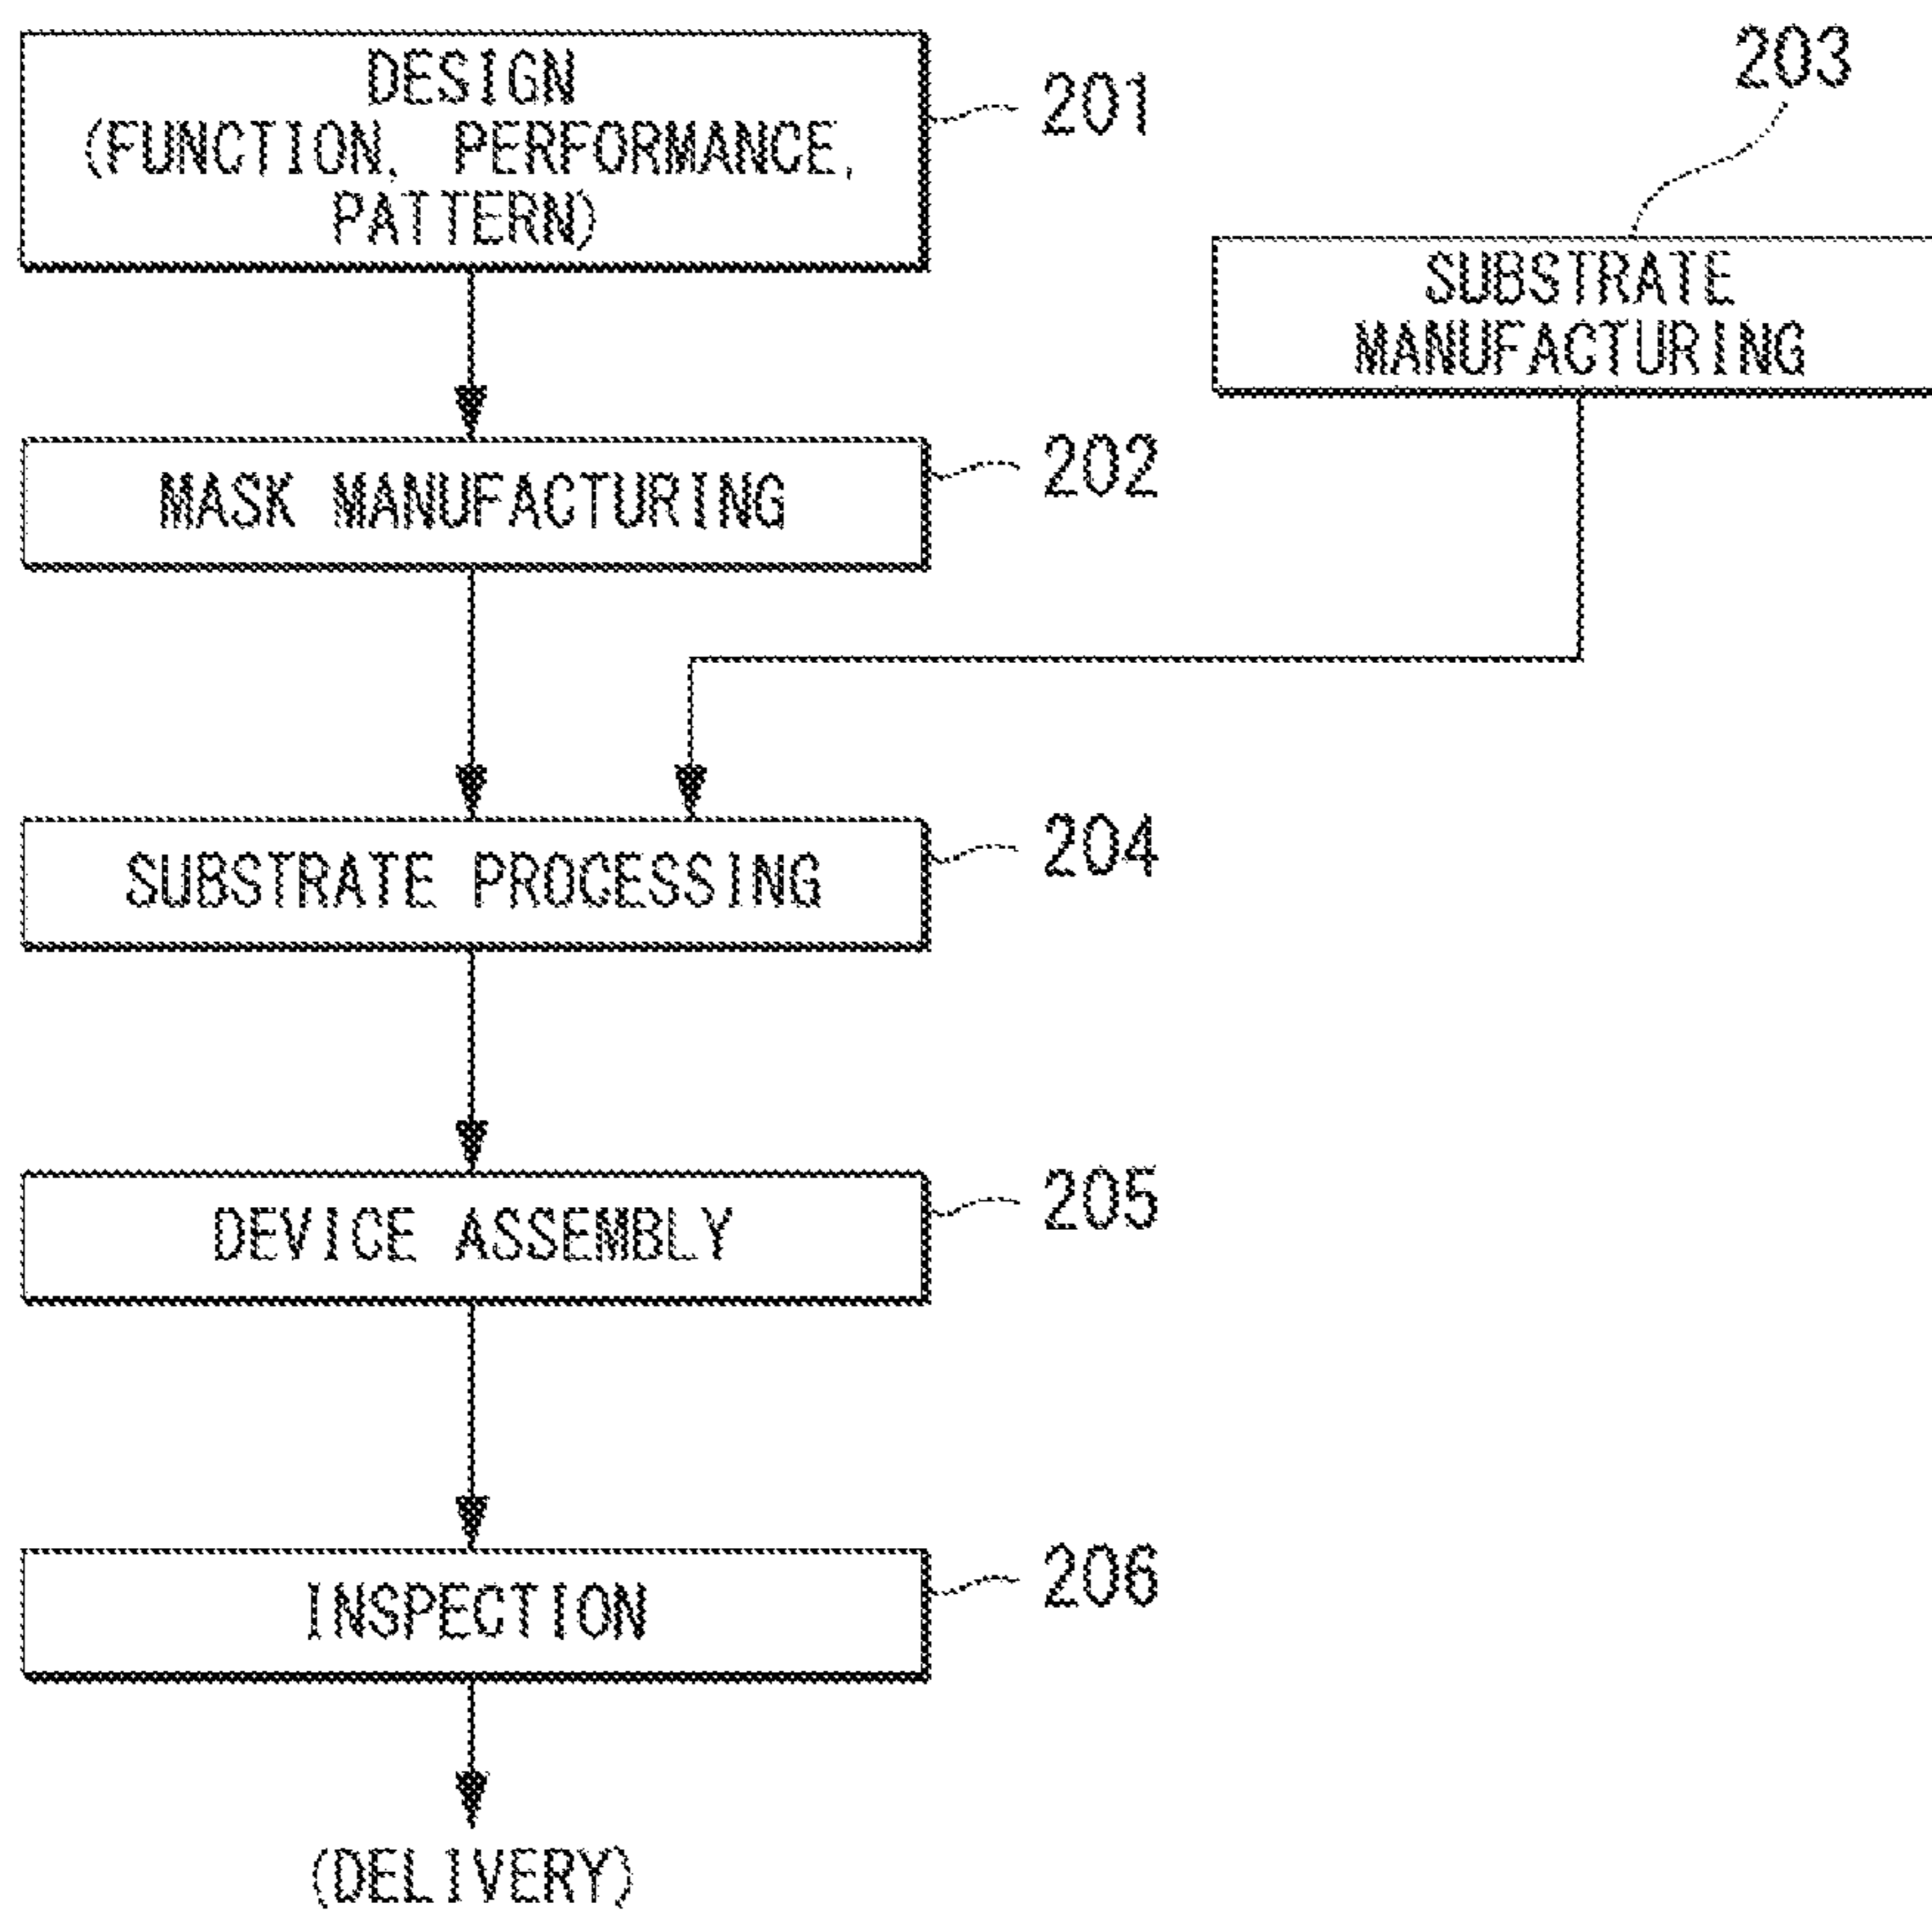 DESIGN
(FUNCTION, PERFORMANCE,
PATTERN)
201
203
SUBSTRATE
MANUFACTURING
MASK MANUFACTURING
202
SUBSTRATE PROCESSING
204
DEVICE ASSEMBLY
205
INSPECTION
206
(DELIVERY)